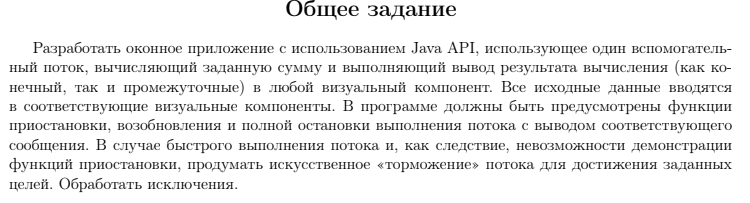 Общее задание
Разработать оконное приложение с использованием Java API, использующее один вспомогатель-
ный поток, вычисляющий заданную сумму и выполняющий вывод результата вычисления (как ко-
нечный, так и промежуточные) в любой визуальный компонент. Все исходные данные вводятся
в соответствующие визуальные компоненты. В программе должны быть предусмотрены функции
приостановки, возобновления и полной остановки выполнения потока с выводом соответствующего
сообщения. В случае быстрого выполнения потока и, как следствие, невозможности демонстрации
функций приостановки, продумать искусственное «торможение» потока для достижения заданных
целей. Обработать исключения.